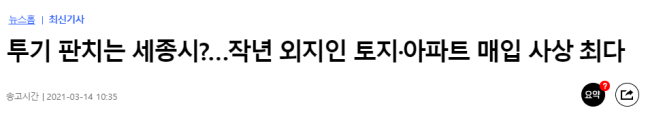 뉴스홈 | 최신기사
투기 판치는 세종시?…작년 외지인 토지·아파트 매입 사상 최다
송고시간 | 2021-03-14 10:35
요약 ?